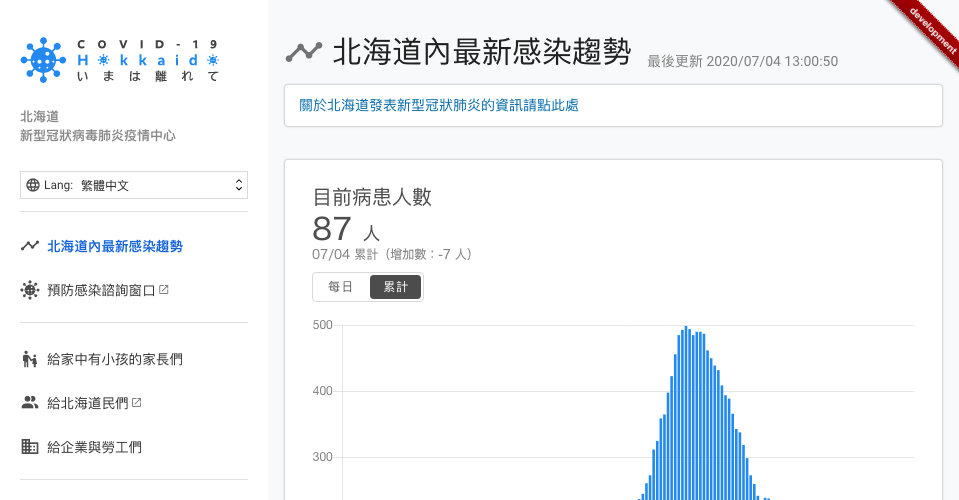 COVID-19
Hokkaido
いまは離れて
北海道
新型冠狀病毒肺炎疫情中心
Lang: 繁體中文
北海道內最新感染趨勢
預防感染諮詢窗口
給家中有小孩的家長們
給北海道民們
給企業與勞工們
development
北海道內最新感染趨勢 最後更新 2020/07/04 13:00:50
關於北海道發表新型冠狀肺炎的資訊請點此處
目前病患人數
87 人
07/04 累計（增加數：-7 人）
每日 累計
500
400
300